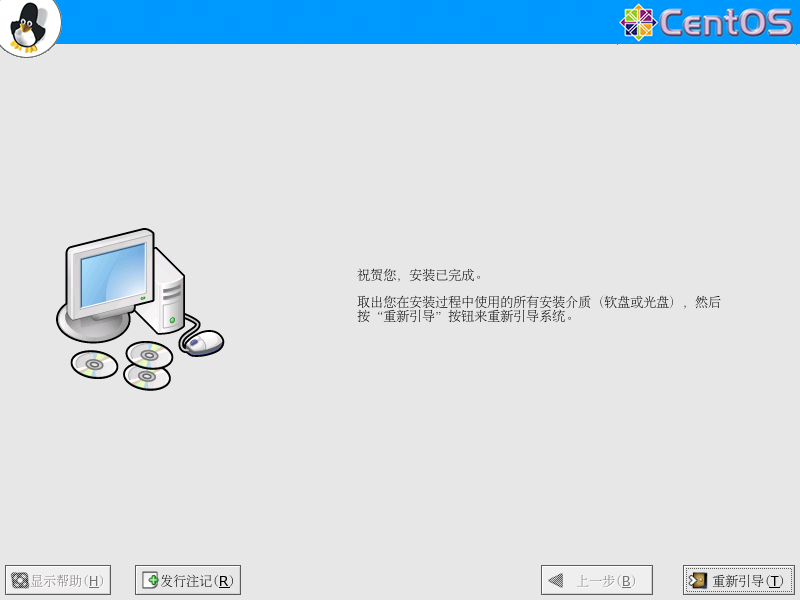 CentOS
祝贺您，安装已完成。
取出您在安装过程中使用的所有安装介质（软盘或光盘），然后
按“重新引导”按钮来重新引导系统。
显示帮助(H)
发行注记(R)
上一步(B)
重新引导(T)